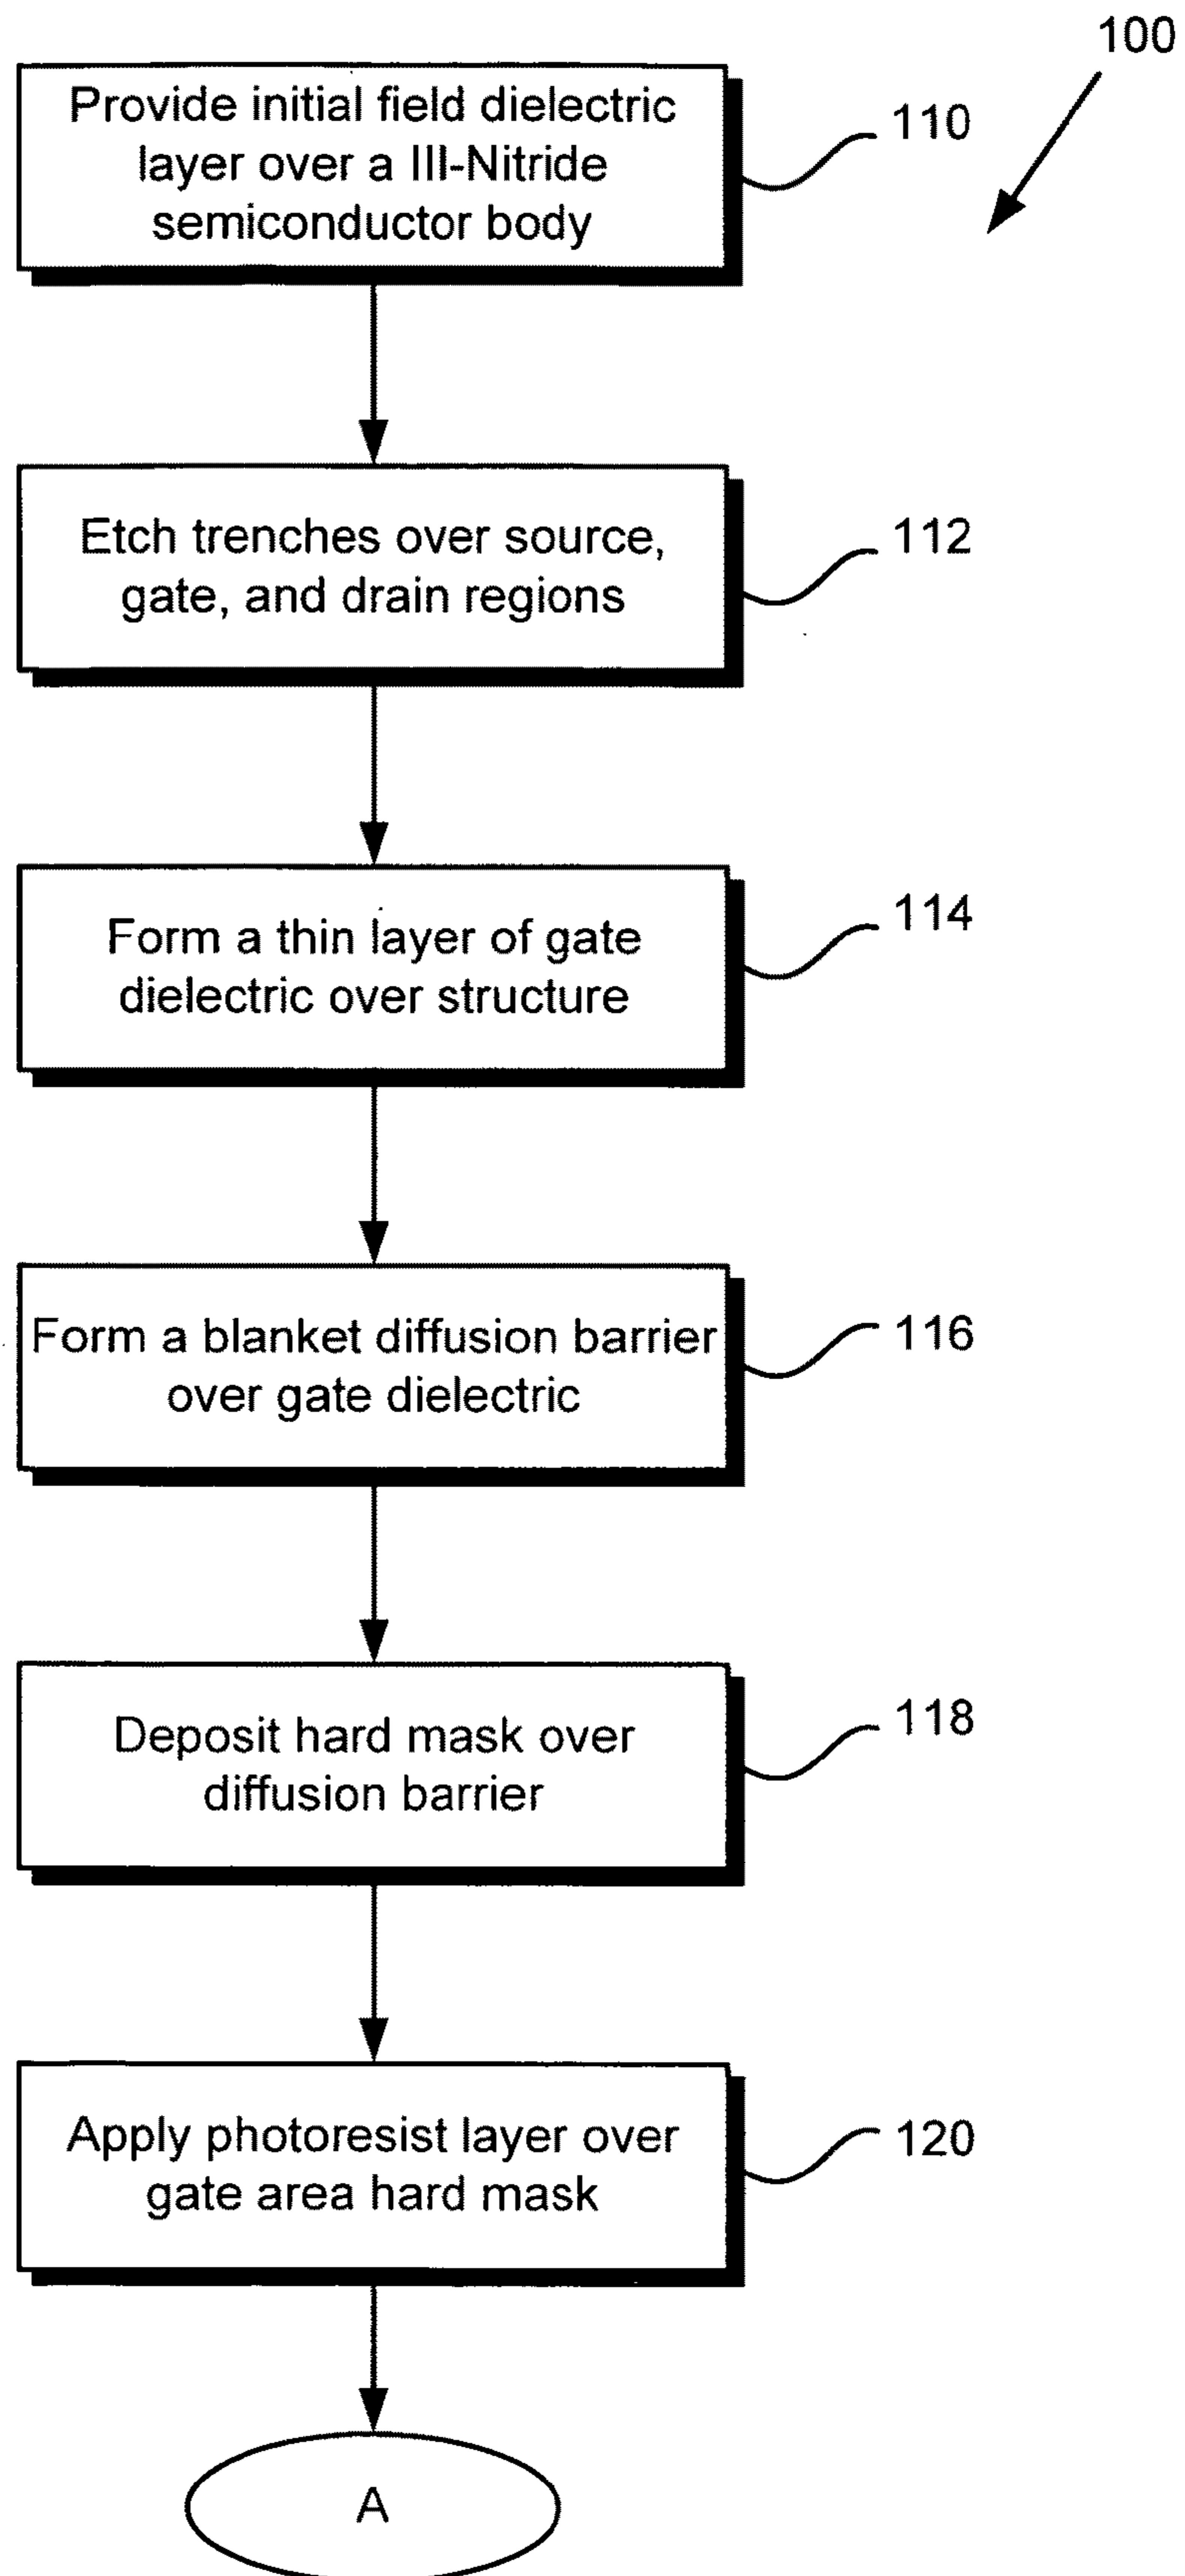 100
Provide initial field dielectric
layer over a III-Nitride
semiconductor body
110
Etch trenches over source,
gate, and drain regions
112
Form a thin layer of gate
dielectric over structure
114
Form a blanket diffusion barrier
over gate dielectric
116
Deposit hard mask over
diffusion barrier
118
Apply photoresist layer over
gate area hard mask
120
A